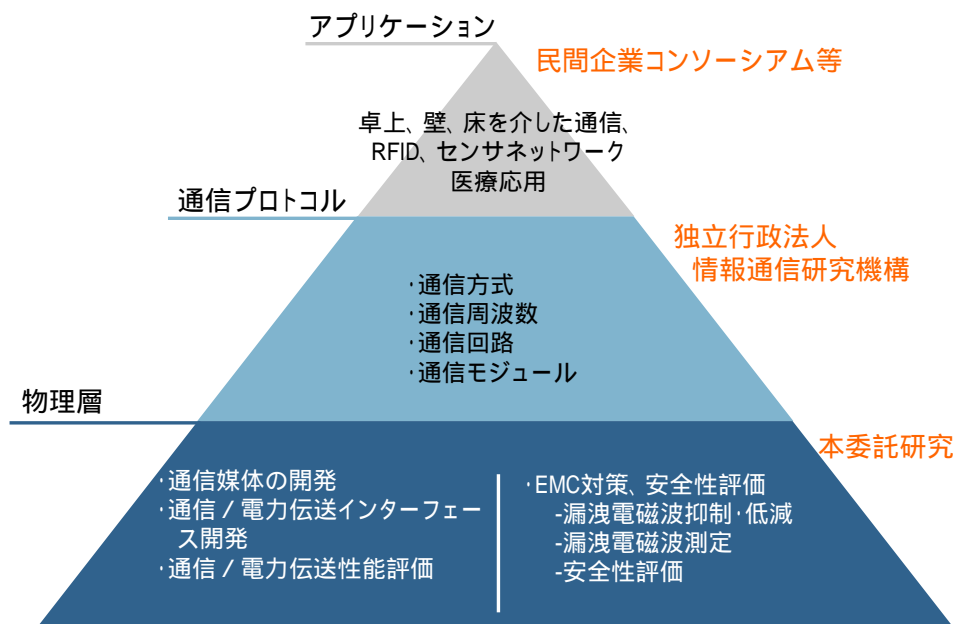 アプリケーション
民間企業コンソーシアム等
卓上、壁、床を介した通信、
RFID、センサネットワーク
医療応用
通信プロトコル
独立行政法人
情報通信研究機構
・通信方式
・通信周波数
・通信回路
・通信モジュール
物理層
本委託研究
・通信媒体の開発
・通信/電力伝送インターフェー
ス開発
・通信/電力伝送性能評価
・EMC対策、安全性評価
-漏洩電磁波抑制・低減
-漏洩電磁波測定
-安全性評価